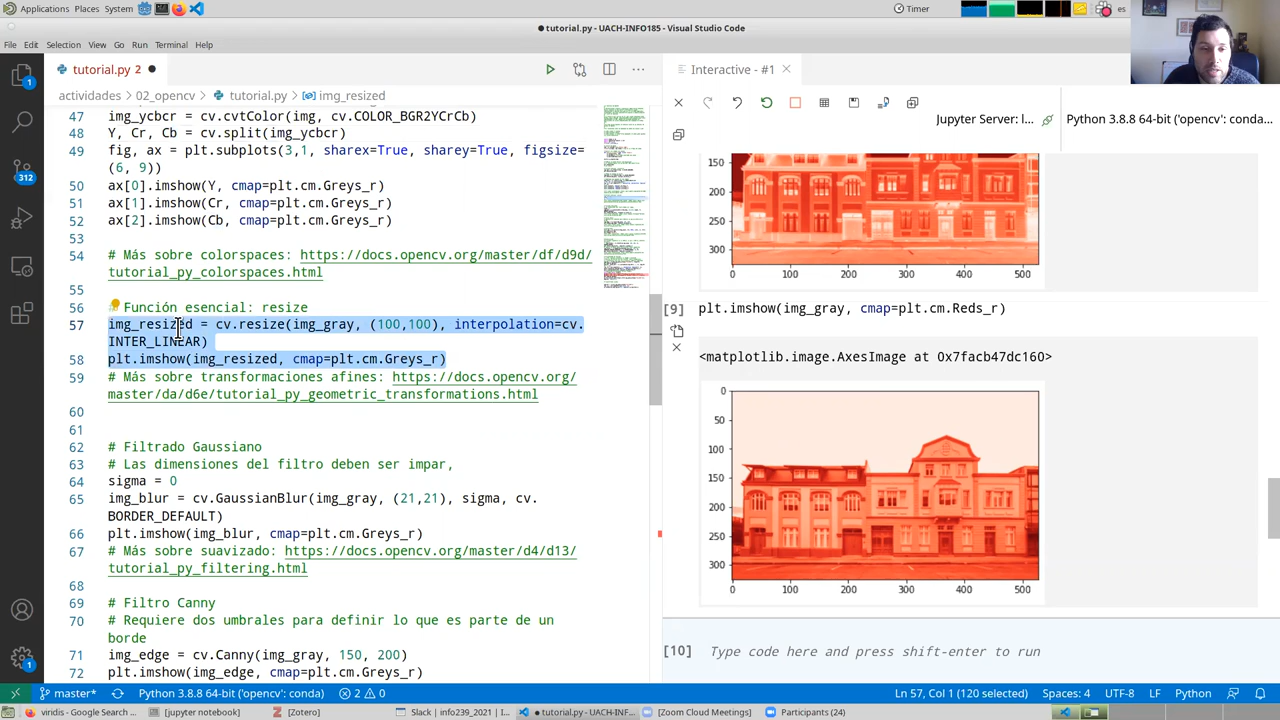 Applications Places System
Timer
es
tutorial.py - UACH-INFO185 - Visual Studio Code
File Edit Selection View Go Run Terminal Help
tutorial.py 2
Interactive - #1
actividades > 02_opencv > tutorial.py > img_resized
Jupyter Server: l...
Python 3.8.8 64-bit ('opencv': conda)
47 img_ycbcr = cv.cvtColor(img, cv.COLOR_BGR2YCrCb)
48 Y, Cr, Cb = cv.split(img_ycbcr)
49 fig, ax = plt.subplots(3,1, sharex=True, sharey=True, figsize=
(6, 9))
50 ax[0].imshow(Y, cmap=plt.cm.Greys_r)
51 ax[1].imshow(Cr, cmap=plt.cm.Greys_r)
52 ax[2].imshow(Cb, cmap=plt.cm.Greys_r)
53
54 # Más sobre colorspaces: https://docs.opencv.org/master/df/d9d/
tutorial_py_colorspaces.html
55
56 # Función esencial: resize
57 img_resized = cv.resize(img_gray, (100,100), interpolation=cv.
INTER_LINEAR)
58 plt.imshow(img_resized, cmap=plt.cm.Greys_r)
59 # Más sobre transformaciones afines: https://docs.opencv.org/
master/da/d6e/tutorial_py_geometric_transformations.html
60
61
62 # Filtrado Gaussiano
63 # Las dimensiones del filtro deben ser impar,
64 sigma = 0
65 img_blur = cv.GaussianBlur(img_gray, (21,21), sigma, cv.
BORDER_DEFAULT)
66 plt.imshow(img_blur, cmap=plt.cm.Greys_r)
67 # Más sobre suavizado: https://docs.opencv.org/master/d4/d13/
tutorial_py_filtering.html
68
69 # Filtro Canny
70 # Requiere dos umbrales para definir lo que es parte de un
borde
71 img_edge = cv.Canny(img_gray, 150, 200)
72 plt.imshow(img_edge, cmap=plt.cm.Greys_r)
150
200
250
300
0 100 200 300 400 500
[9] plt.imshow(img_gray, cmap=plt.cm.Reds_r)
<matplotlib.image.AxesImage at 0x7facb47dc160>
0
50
100
150
200
250
300
0 100 200 300 400 500
[10] Type code here and press shift-enter to run
1
312
1
master* Python 3.8.8 64-bit ('opencv': conda) 2 0
Ln 57, Col 1 (120 selected) Spaces: 4 UTF-8 LF Python
viridis - Google Chrome
[jupyter notebook]
[Zotero]
Slack | info239_2021 | I...
tutorial.py - UACH-INF...
[Zoom Cloud Meetings]
Participants (24)